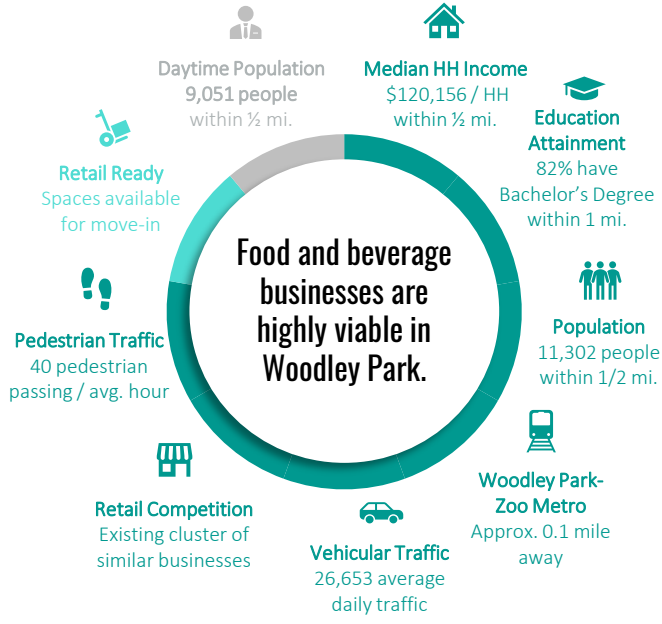 Daytime Population
9,051 people
within ½ mi.
Median HH Income
$120,156 / HH
within ½ mi.
Education
Attainment
82% have
Bachelor's Degree
within 1 mi.
Retail Ready
Spaces available
for move-in
Food and beverage
businesses are
highly viable in
Woodley Park.
Population
11,302 people
within 1/2 mi.
Pedestrian Traffic
40 pedestrian
passing / avg. hour
Woodley Park-
Zoo Metro
Approx. 0.1 mile
away
Retail Competition
Existing cluster of
similar businesses
Vehicular Traffic
26,653 average
daily traffic